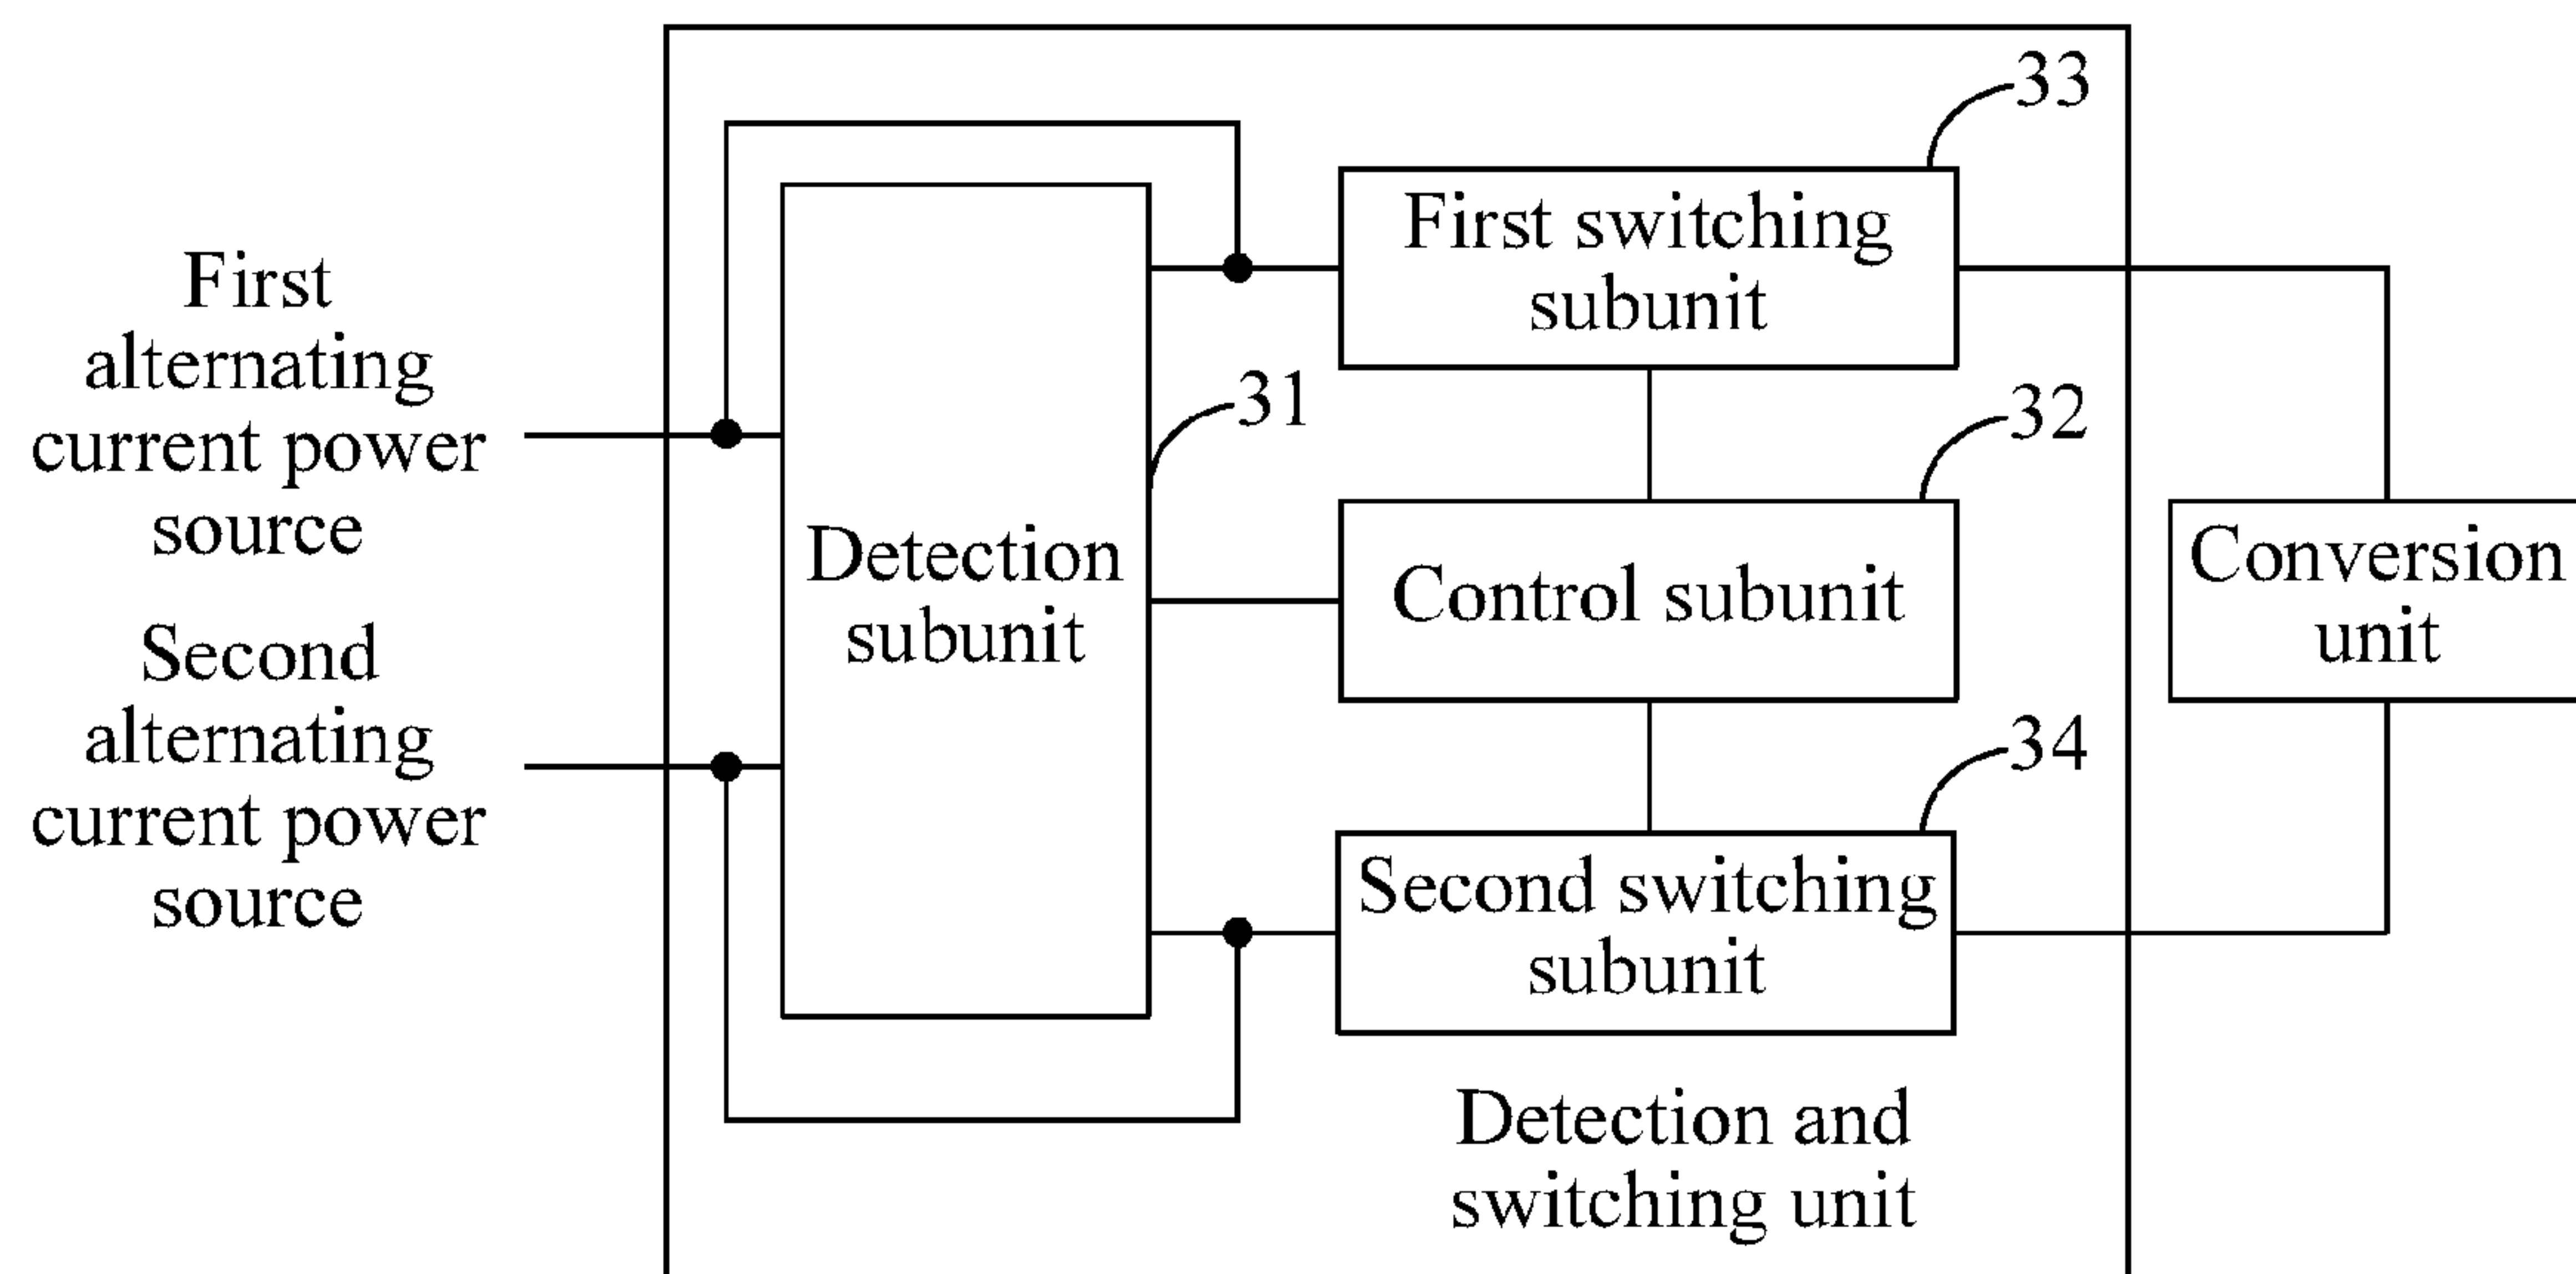 First
alternating
current power
source
Second
alternating
current power
source
Detection
subunit
31
First switching
subunit
33
Control subunit
32
Second switching
subunit
34
Detection and
switching unit
Conversion
unit